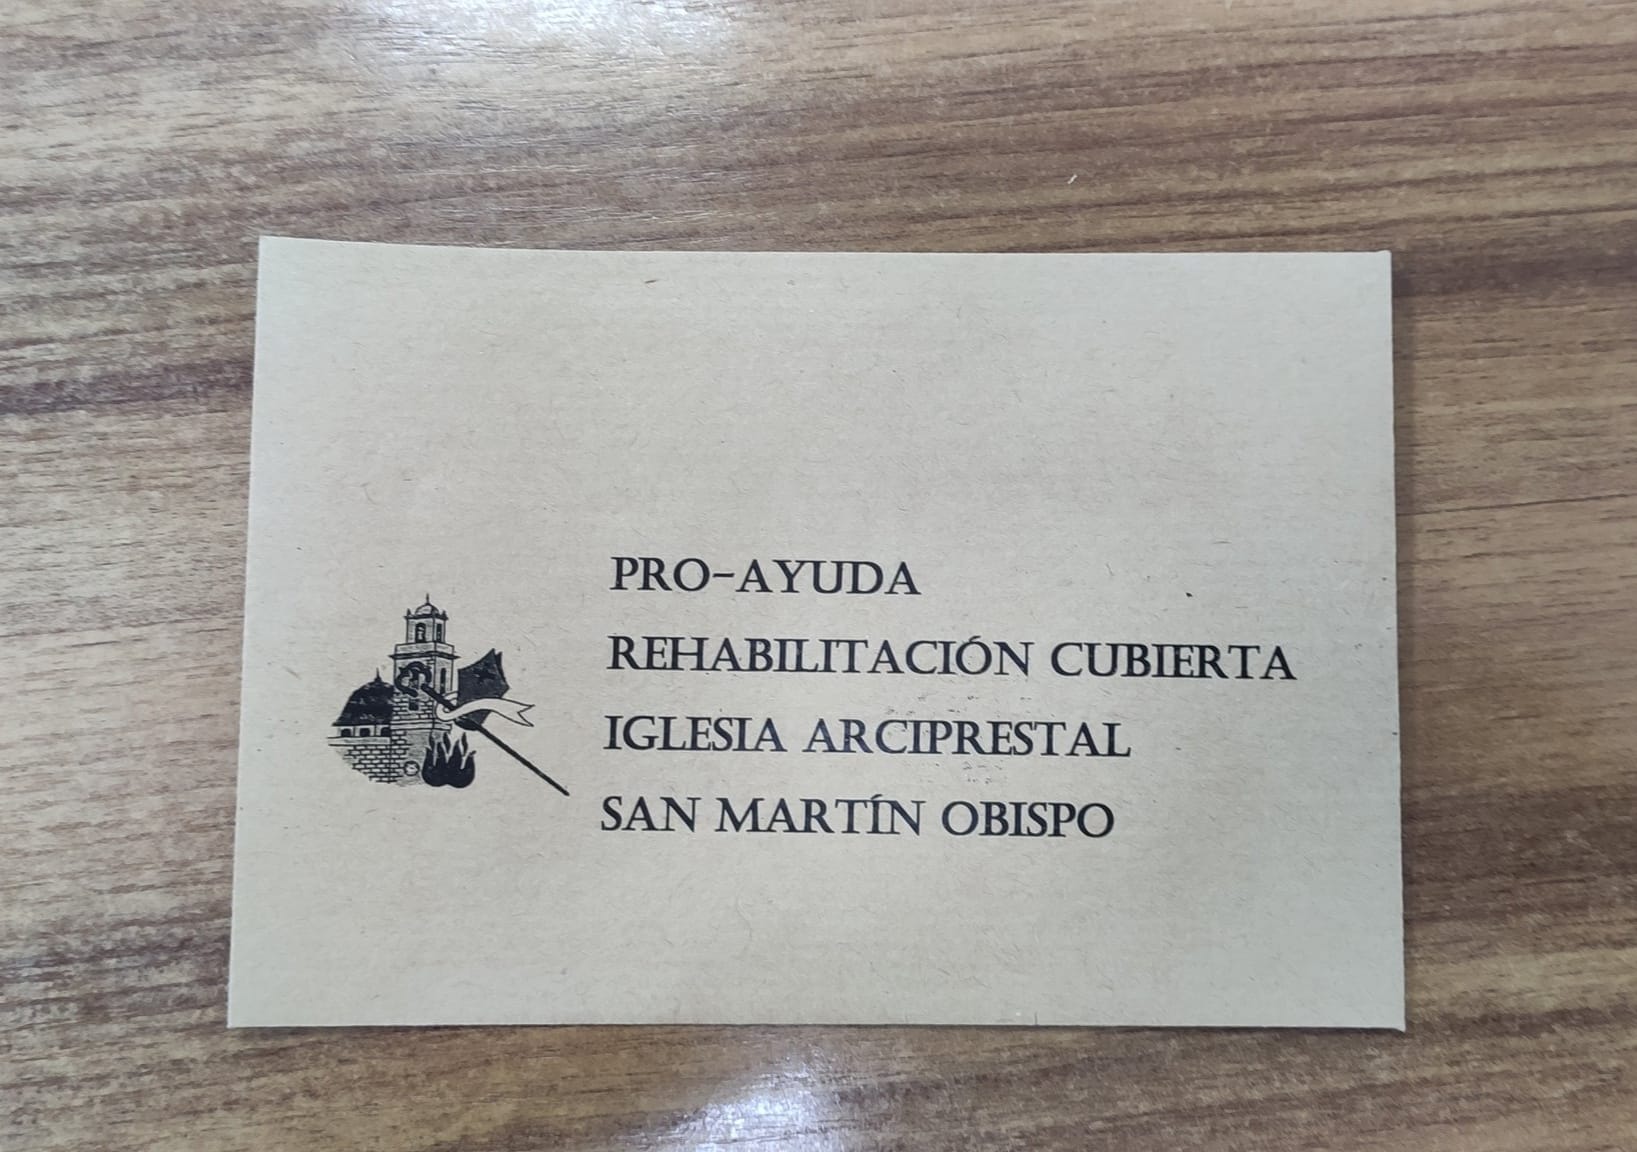 PRO-AYUDA
REHABILITACIÓN CUBIERTA
IGLESIA ARCIPRESTAL
SAN MARTÍN OBISPO